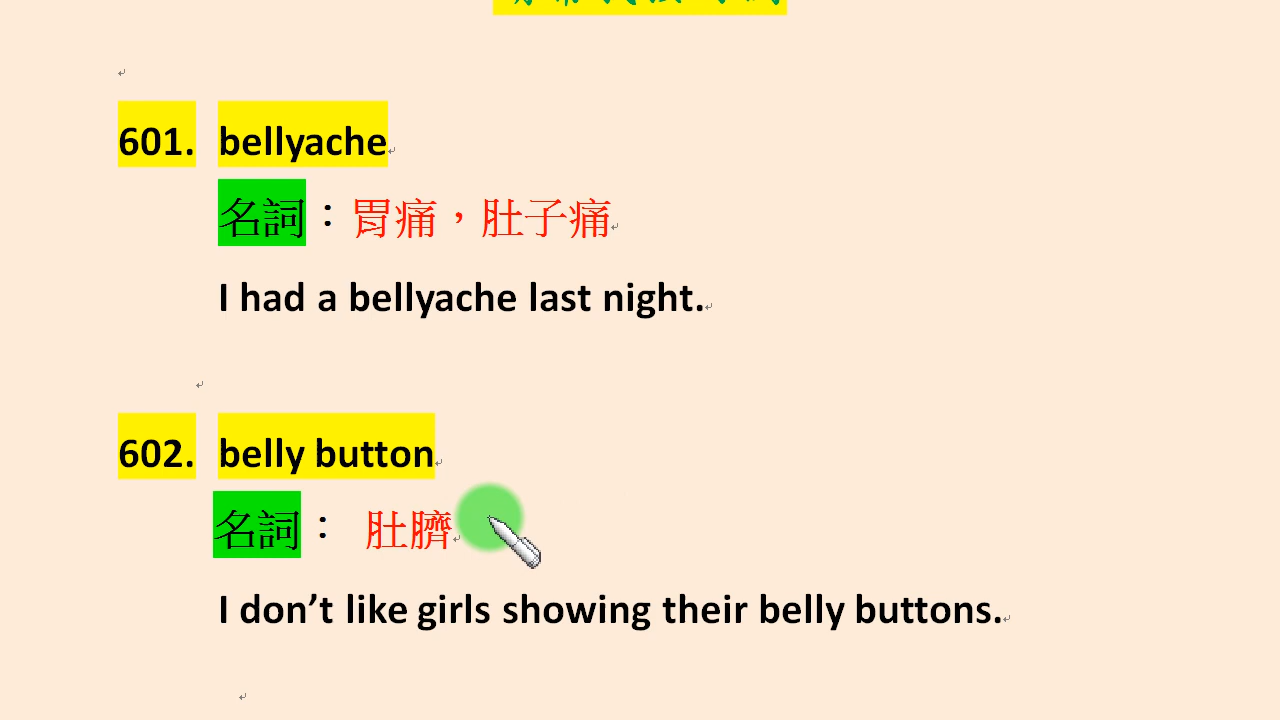 601. bellyache
名詞：胃痛，肚子痛
I had a bellyache last night.
602. belly button
名詞： 肚臍
I don’t like girls showing their belly buttons.